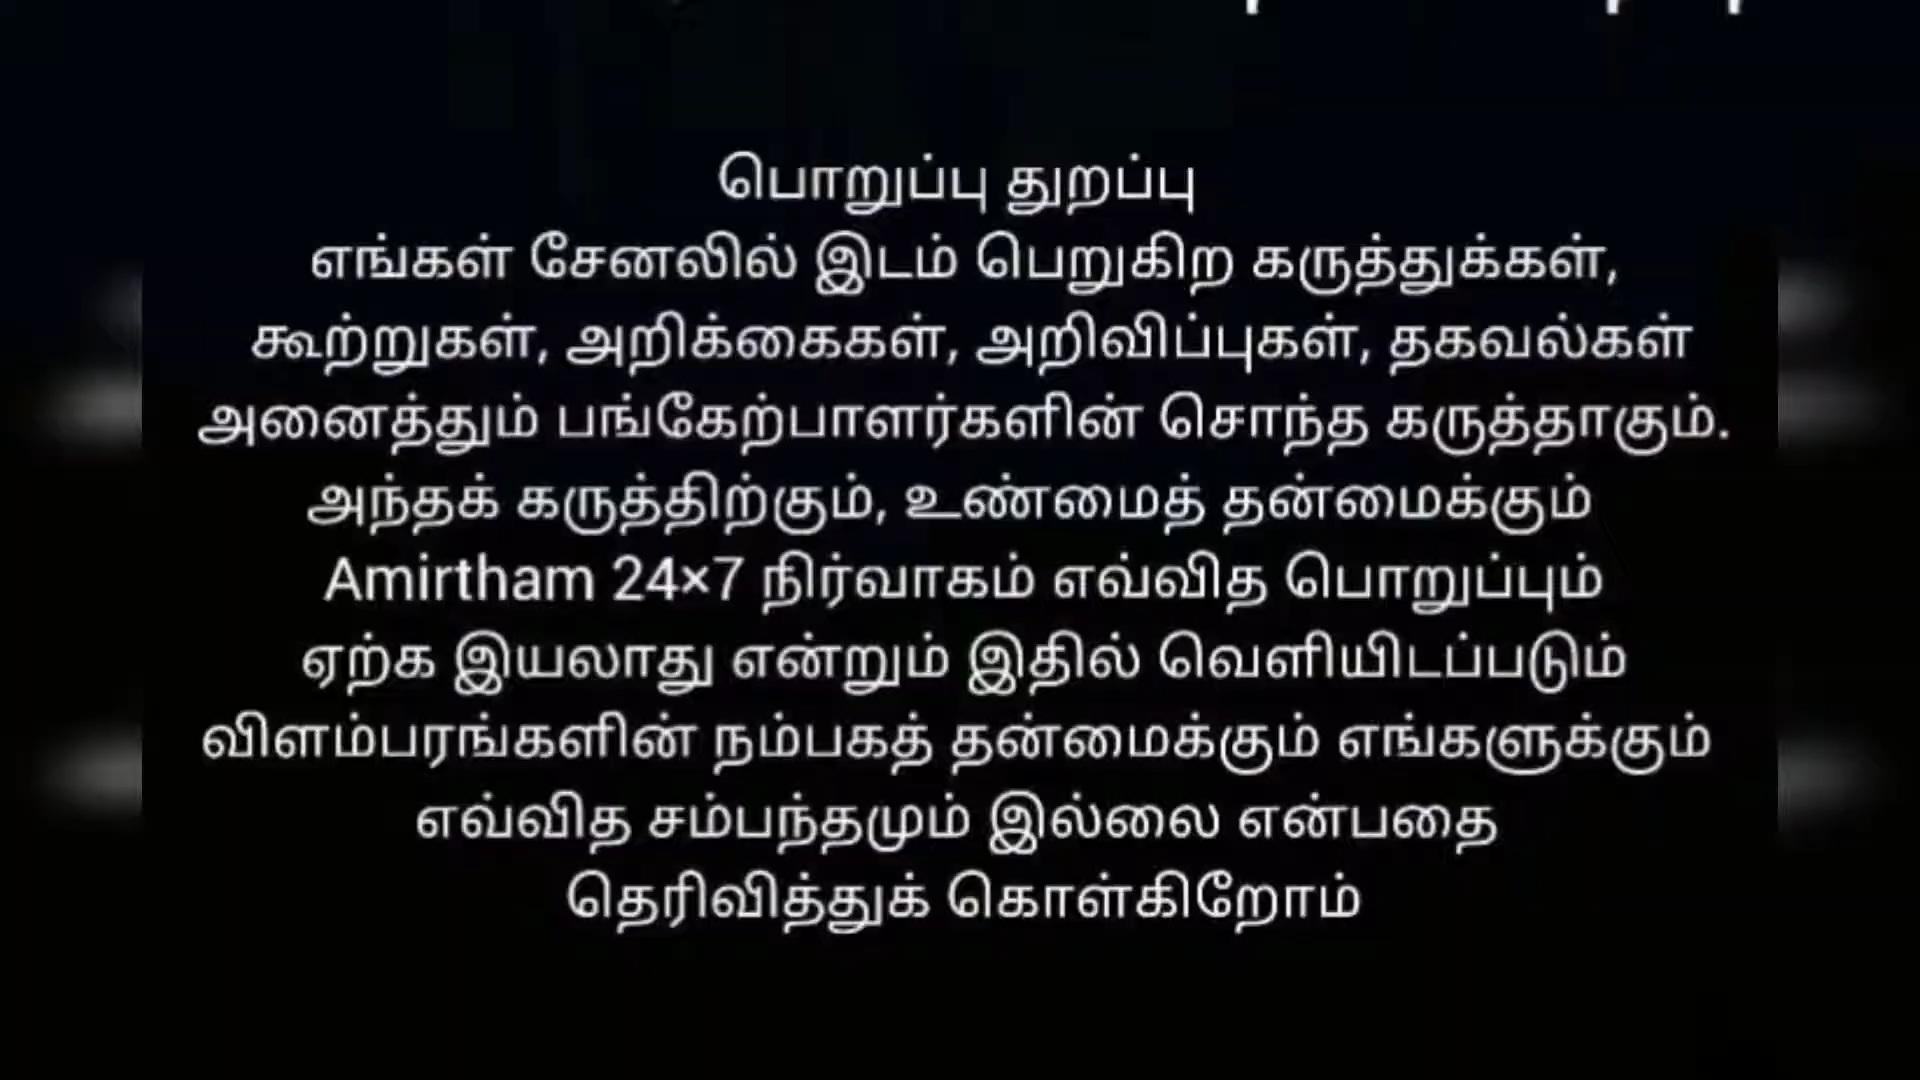 பொறுப்பு துறப்பு
எங்கள் சேனலில் இடம் பெறுகிற கருத்துக்கள்,
கூற்றுகள், அறிக்கைகள், அறிவிப்புகள், தகவல்கள்
அனைத்தும் பங்கேற்பாளர்களின் சொந்த கருத்தாகும்.
அந்தக் கருத்திற்கும், உண்மைத் தன்மைக்கும்
Amirtham 24×7 நிர்வாகம் எவ்வித பொறுப்பும்
ஏற்க இயலாது என்றும் இதில் வெளியிடப்படும்
விளம்பரங்களின் நம்பகத் தன்மைக்கும் எங்களுக்கும்
எவ்வித சம்பந்தமும் இல்லை என்பதை
தெரிவித்துக் கொள்கிறோம்